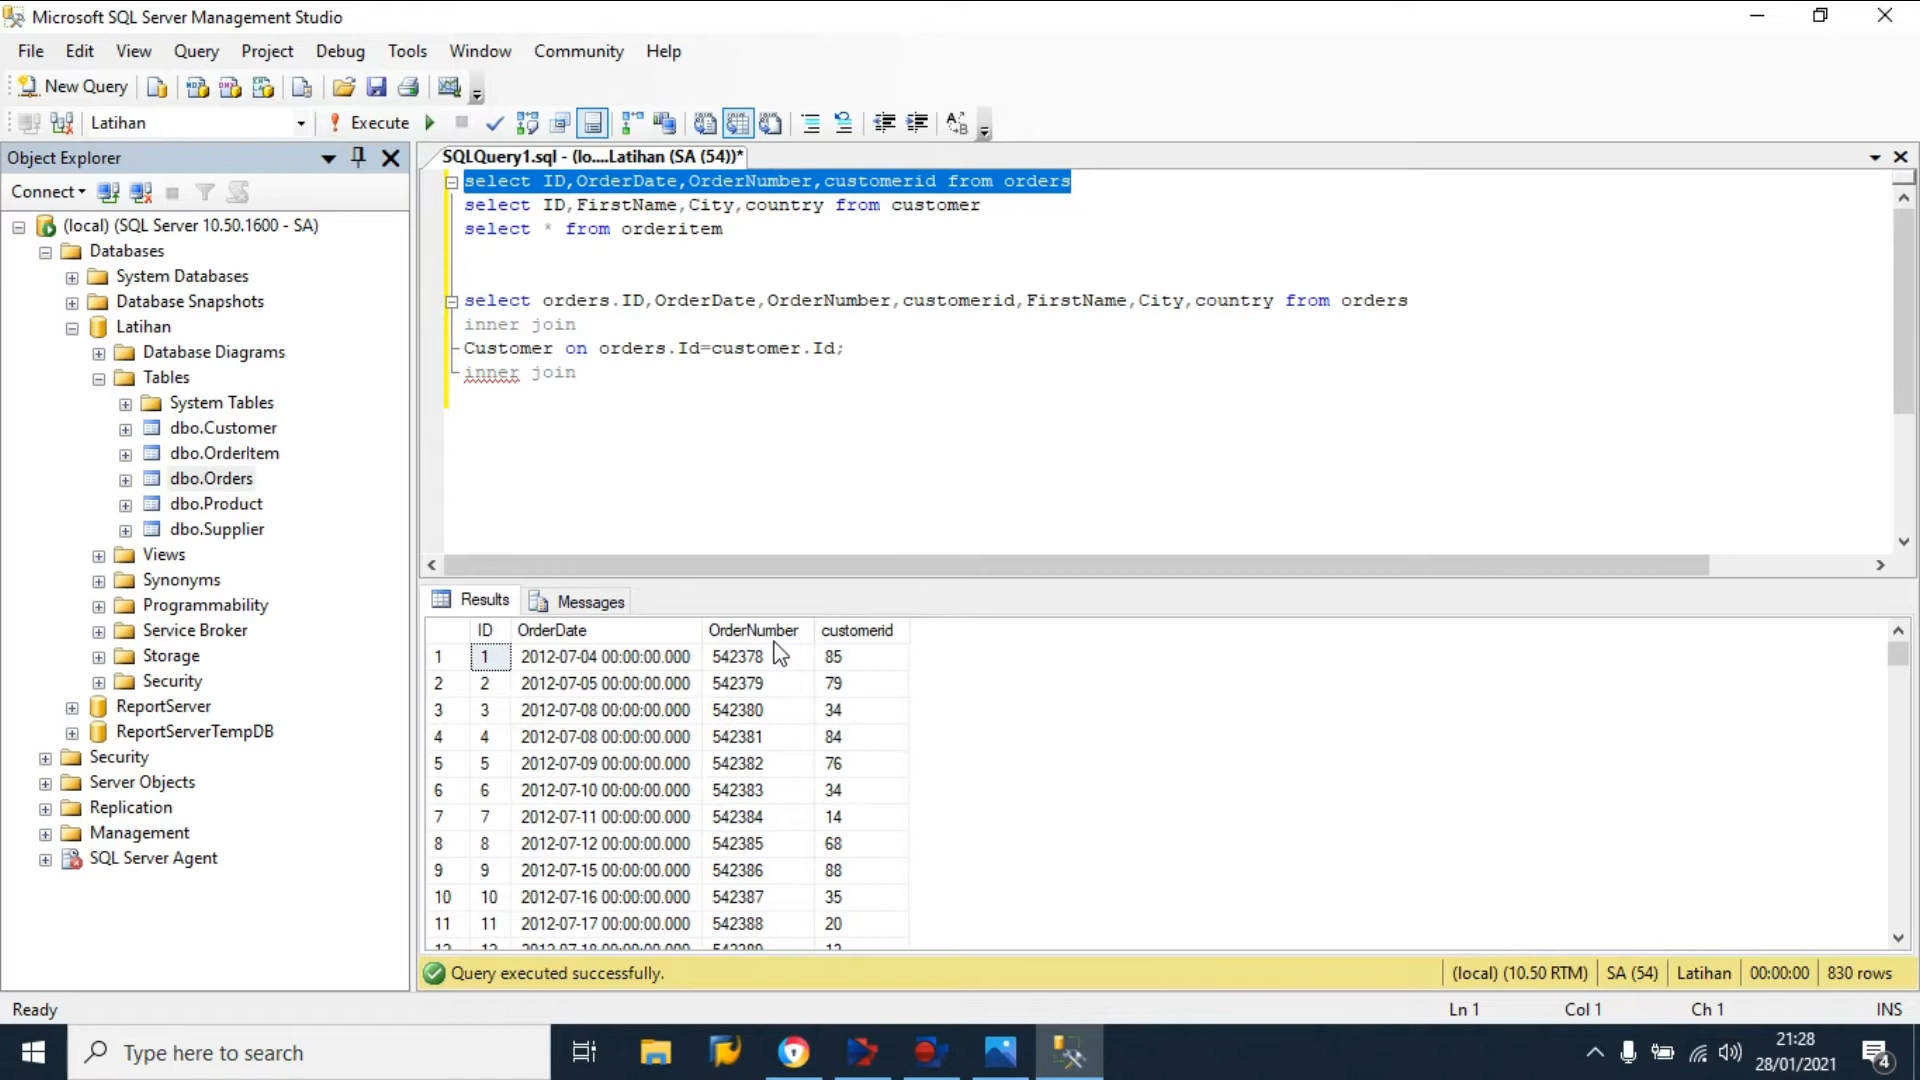 Microsoft SQL Server Management Studio
File Edit View Query Project Debug Tools Window Community Help
New Query
Latihan Execute
Object Explorer
Connect
(local) (SQL Server 10.50.1600 - SA)
Databases
System Databases
Database Snapshots
Latihan
Database Diagrams
Tables
System Tables
dbo.Customer
dbo.OrderItem
dbo.Orders
dbo.Product
dbo.Supplier
Views
Synonyms
Programmability
Service Broker
Storage
Security
ReportServer
ReportServerTempDB
Security
Server Objects
Replication
Management
SQL Server Agent
SQLQuery1.sql - (lo....Latihan (SA (54))*
select ID,OrderDate,OrderNumber,customerid from orders
select ID,FirstName,City,country from customer
select * from orderitem
select orders.ID,OrderDate,OrderNumber,customerid,FirstName,City,country from orders
inner join
Customer on orders.Id=customer.Id;
inner join
Results Messages
ID OrderDate OrderNumber customerid
1 1 2012-07-04 00:00:00.000 542378 85
2 2 2012-07-05 00:00:00.000 542379 79
3 3 2012-07-08 00:00:00.000 542380 34
4 4 2012-07-08 00:00:00.000 542381 84
5 5 2012-07-09 00:00:00.000 542382 76
6 6 2012-07-10 00:00:00.000 542383 34
7 7 2012-07-11 00:00:00.000 542384 14
8 8 2012-07-12 00:00:00.000 542385 68
9 9 2012-07-15 00:00:00.000 542386 88
10 10 2012-07-16 00:00:00.000 542387 35
11 11 2012-07-17 00:00:00.000 542388 20
Query executed successfully. (local) (10.50 RTM) SA (54) Latihan 00:00:00 830 rows
Ready Ln 1 Col 1 Ch 1 INS
Type here to search
21:28
28/01/2021
4